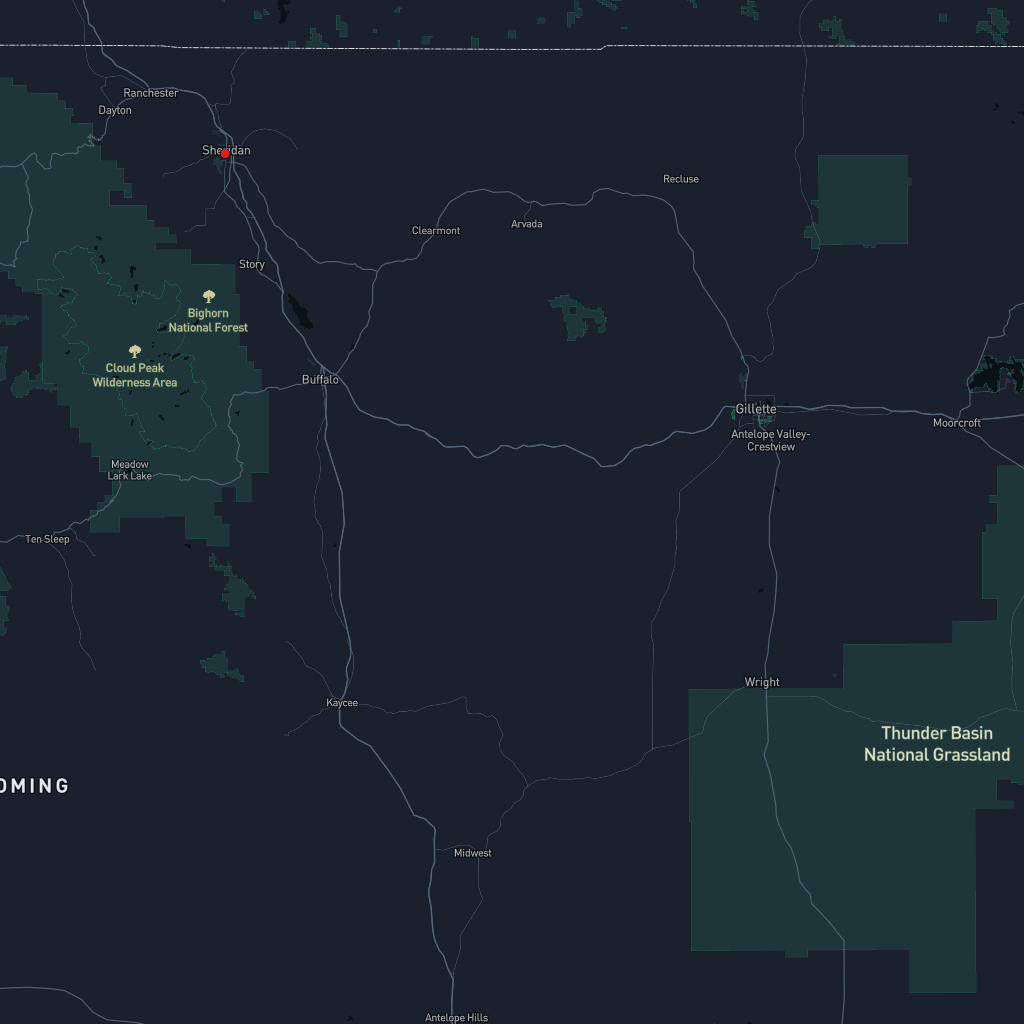 Ranchester
Dayton
Sheridan
Recluse
Arvada
Clearmont
Story
Bighorn
National Forest
Cloud Peak
Wilderness Area
Buffalo
Gillette
Moorcroft
Antelope Valley-
Crestview
Meadow
Lark Lake
Ten Sleep
Wright
Kaycee
Thunder Basin
National Grassland
OMING
Midwest
Antelope Hills